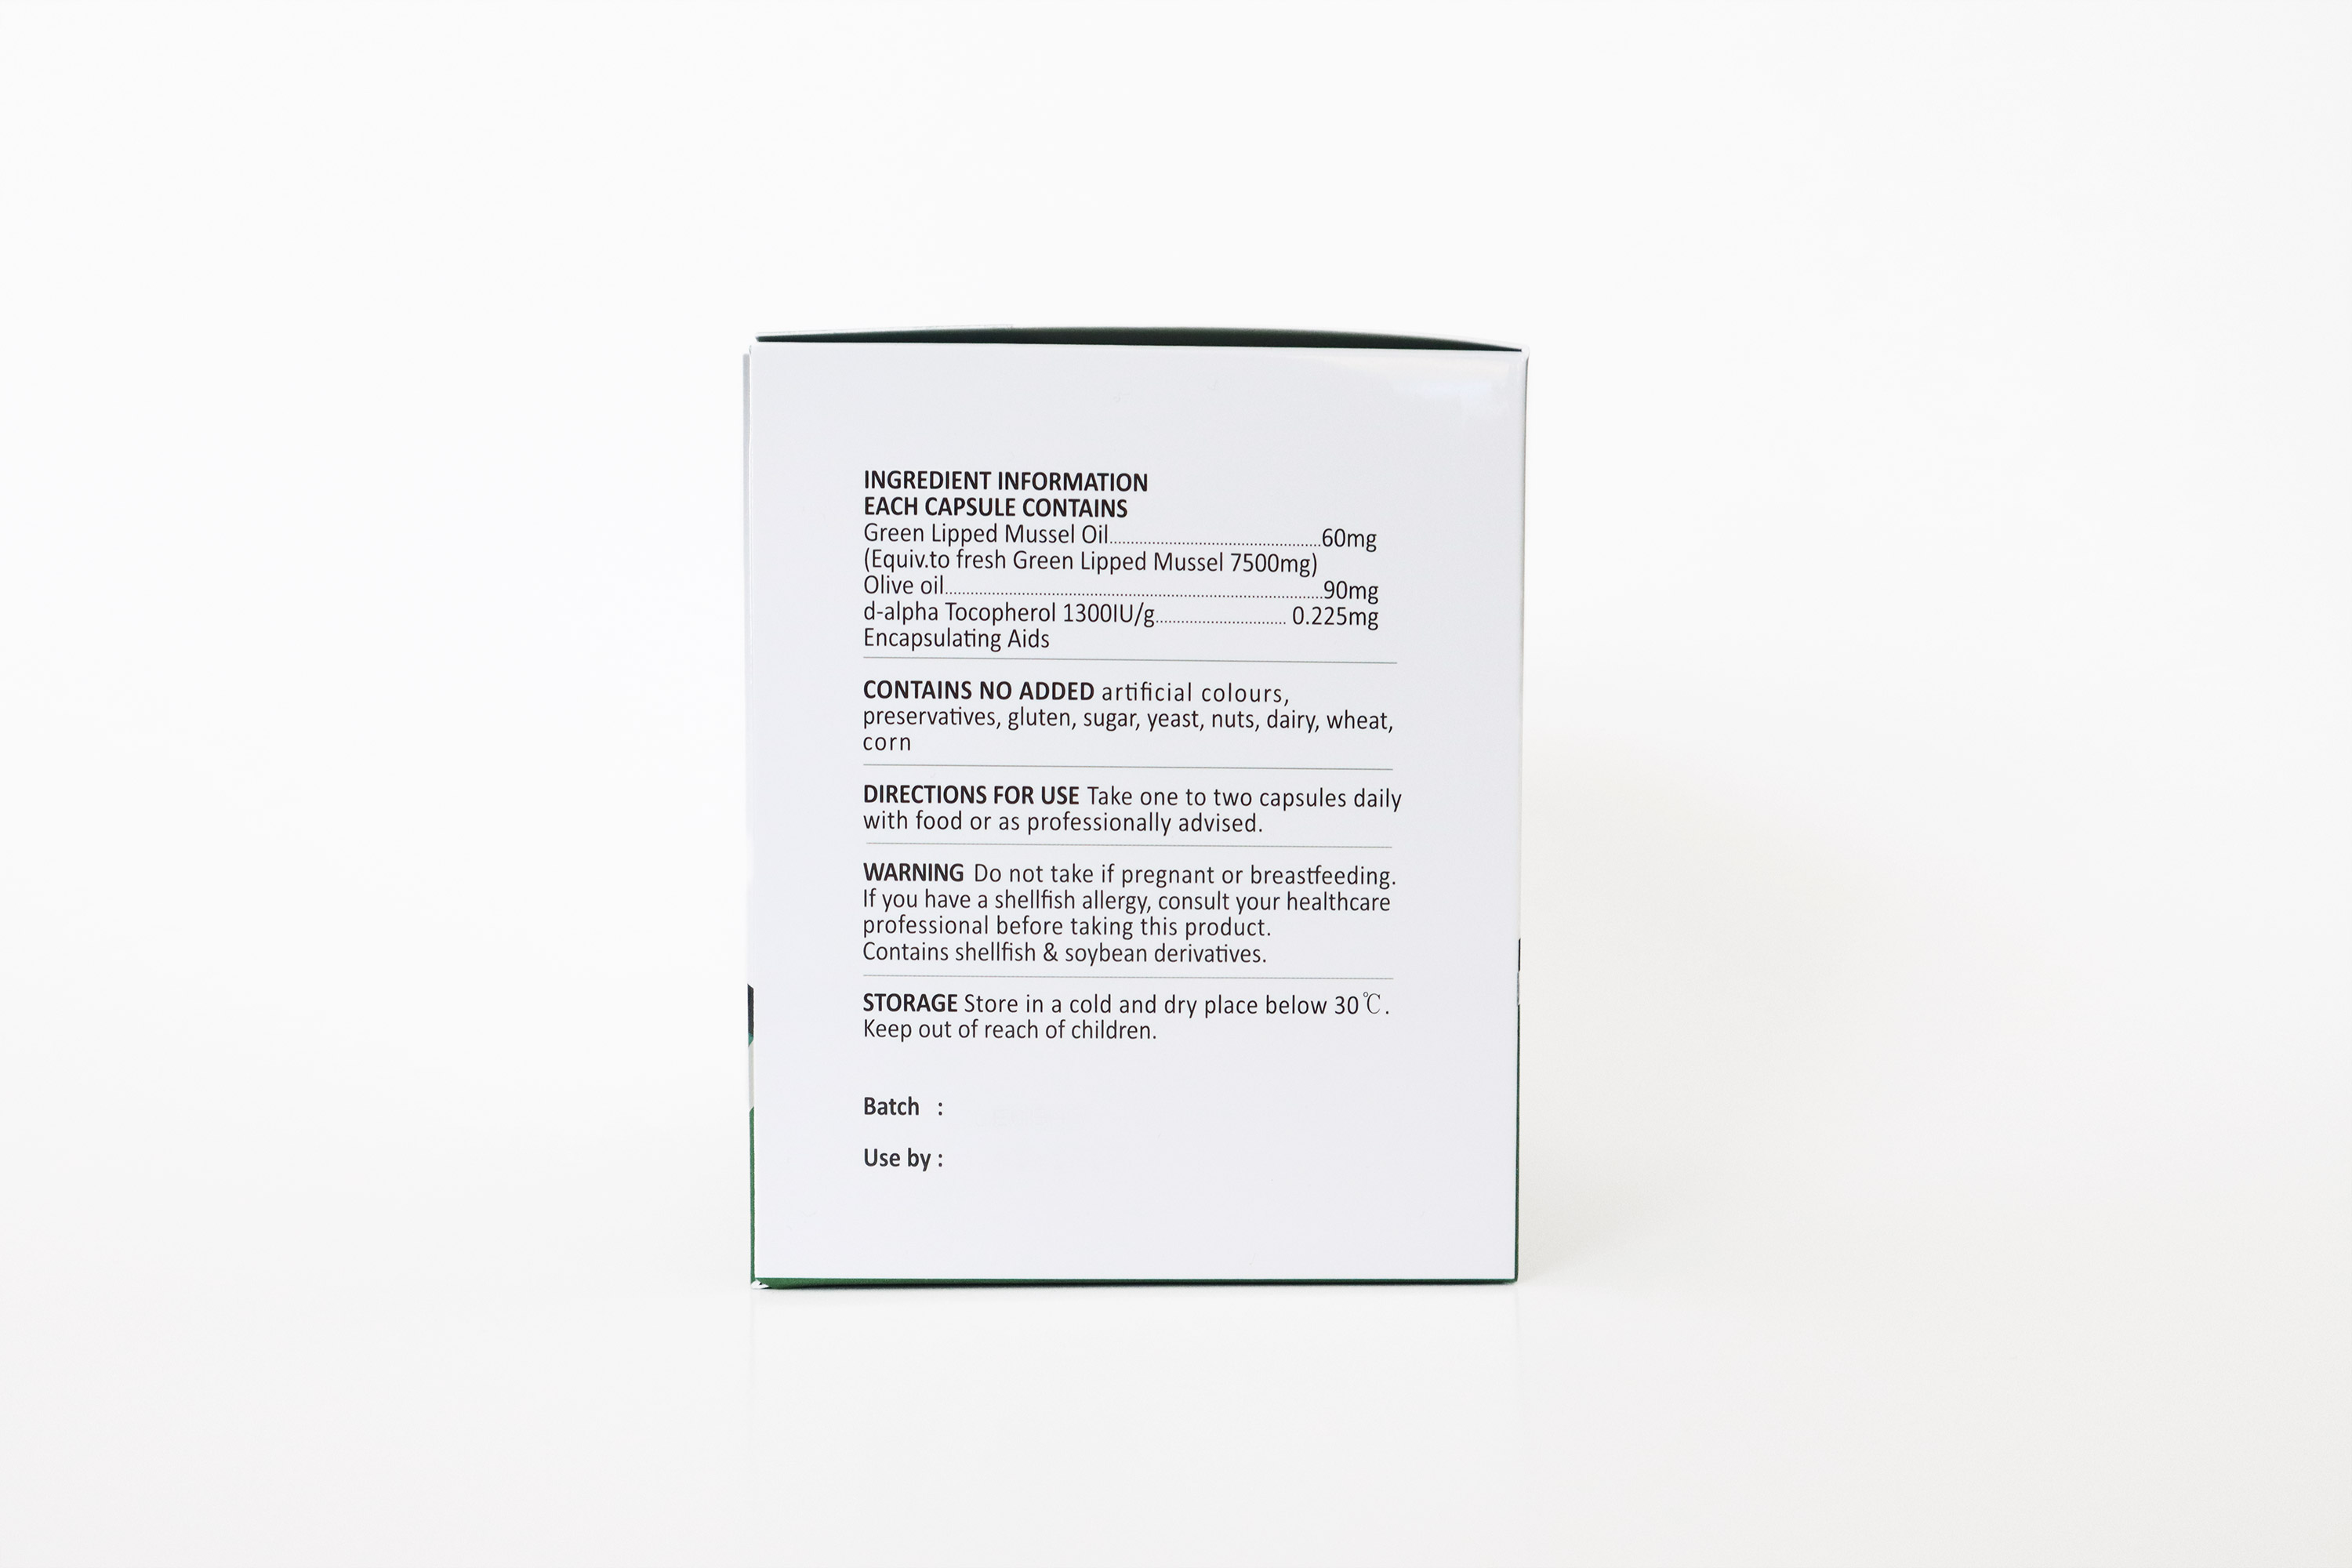 INGREDIENT INFORMATION
EACH CAPSULE CONTAINS
Green Lipped Mussel Oil..................................................60mg
(Equiv.to fresh Green Lipped Mussel 7500mg)
Olive oil..........................................................................................90mg
d-alpha Tocopherol 1300IU/g............................... 0.225mg
Encapsulating Aids
CONTAINS NO ADDED artificial colours,
preservatives, gluten, sugar, yeast, nuts, dairy, wheat,
corn
DIRECTIONS FOR USE Take one to two capsules daily
with food or as professionally advised.
WARNING Do not take if pregnant or breastfeeding.
If you have a shellfish allergy, consult your healthcare
professional before taking this product.
Contains shellfish & soybean derivatives.
STORAGE Store in a cold and dry place below 30℃.
Keep out of reach of children.
Batch :
Use by :